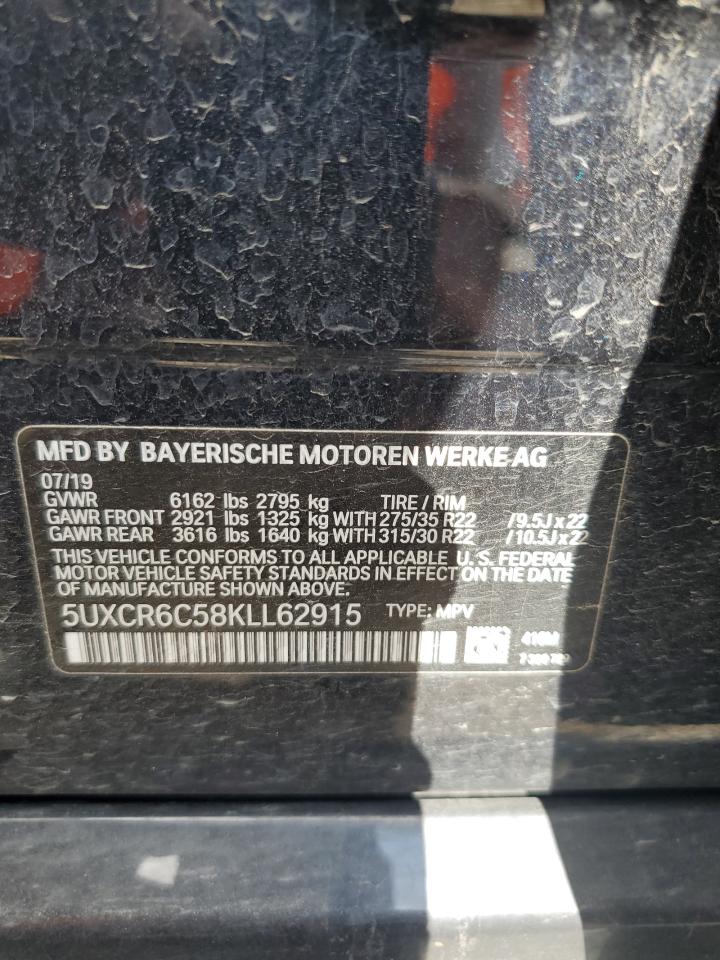 MFD BY BAYERISCHE MOTOREN WERKE AG
07/19
GVWR 6162 lbs 2795 kg TIRE / RIM
GAWR FRONT 2921 lbs 1325 kg WITH 275/35 R22 /9.5J x 22
GAWR REAR 3616 lbs 1640 kg WITH 315/30 R22 /10.5J x 22
THIS VEHICLE CONFORMS TO ALL APPLICABLE U. S. FEDERAL
MOTOR VEHICLE SAFETY STANDARDS IN EFFECT ON THE DATE
OF MANUFACTURE SHOWN ABOVE.
5UXCR6C58KLL62915 TYPE: MPV